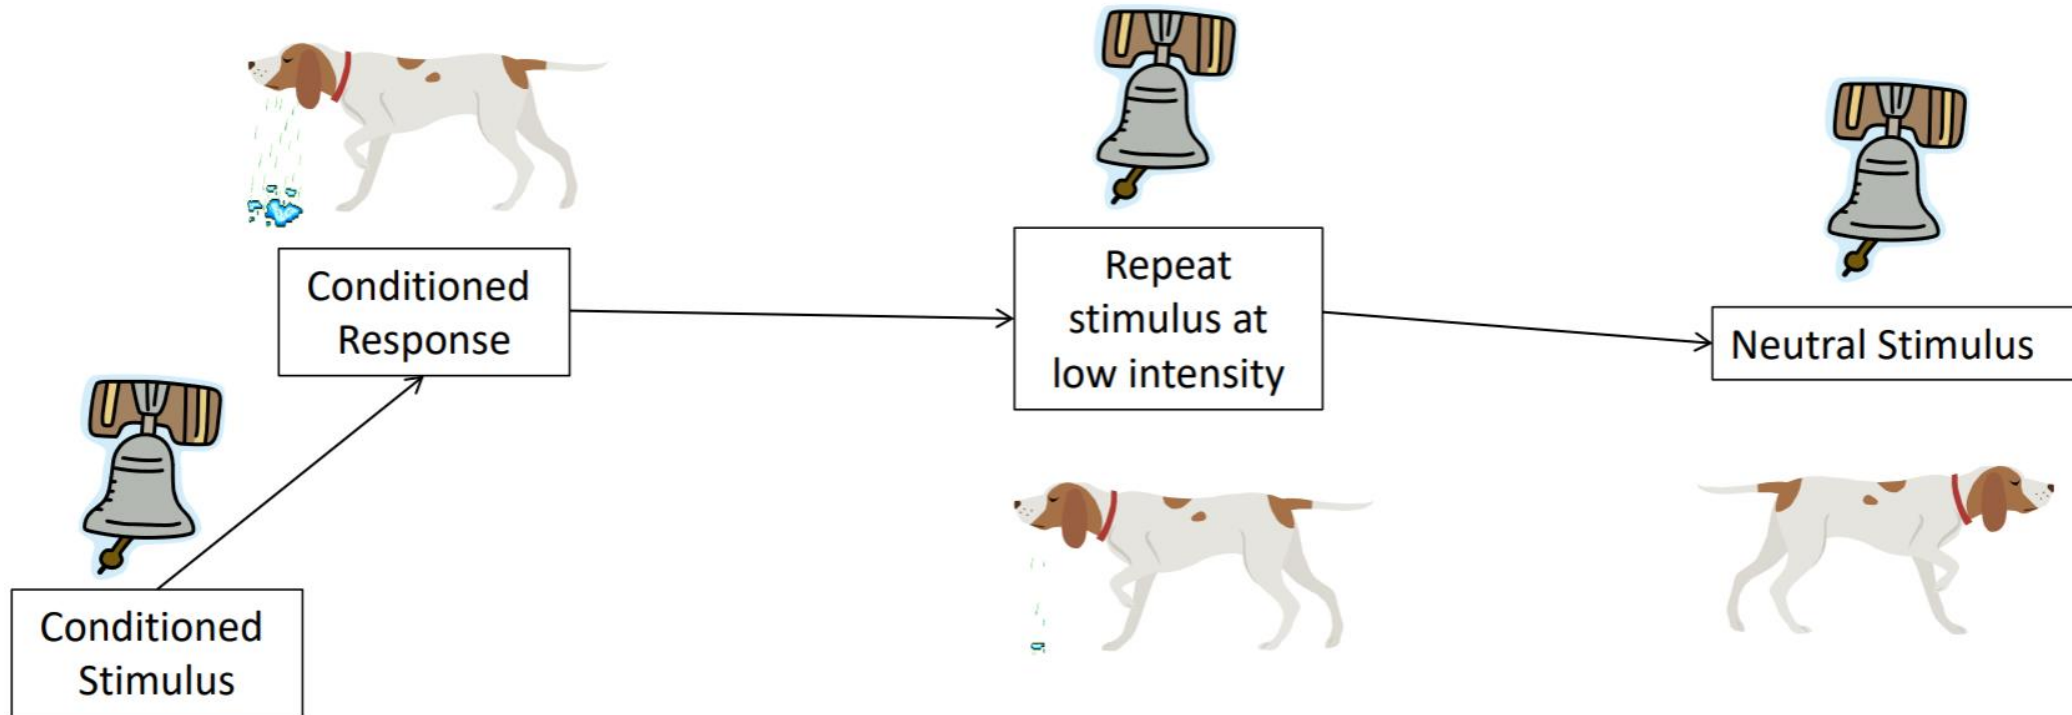 Conditioned
Stimulus
Conditioned
Response
Repeat
stimulus at
low intensity
Neutral Stimulus